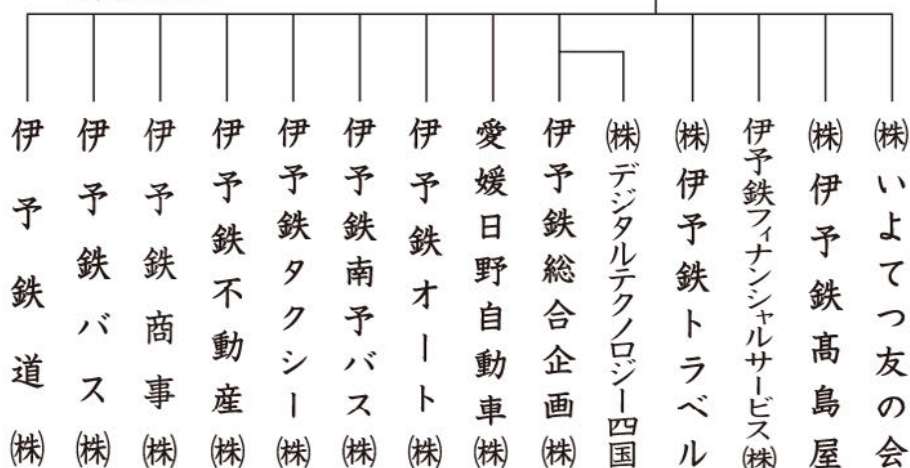 ㈱いよてつ友の会
㈱伊予鉄髙島屋
伊予鉄フィナンシャルサービス㈱
㈱伊予鉄トラベル
㈱デジタルテクノロジー四国
伊予鉄総合企画㈱
愛媛日野自動車㈱
伊予鉄オート㈱
伊予鉄南予バス㈱
伊予鉄タクシー㈱
伊予鉄不動産㈱
伊予鉄商事㈱
伊予鉄バス㈱
伊予鉄道㈱